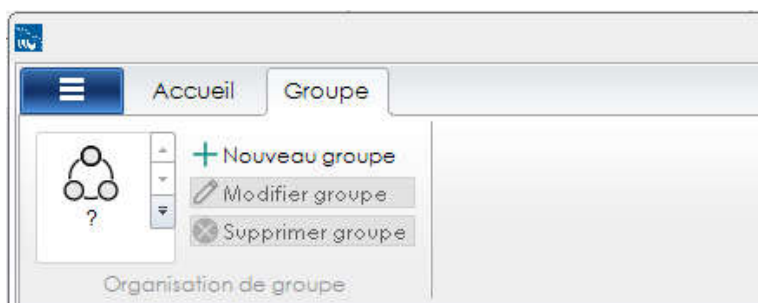 Accueil Groupe
Nouveau groupe
Modifier groupe
?
Supprimer groupe
Organisation de groupe